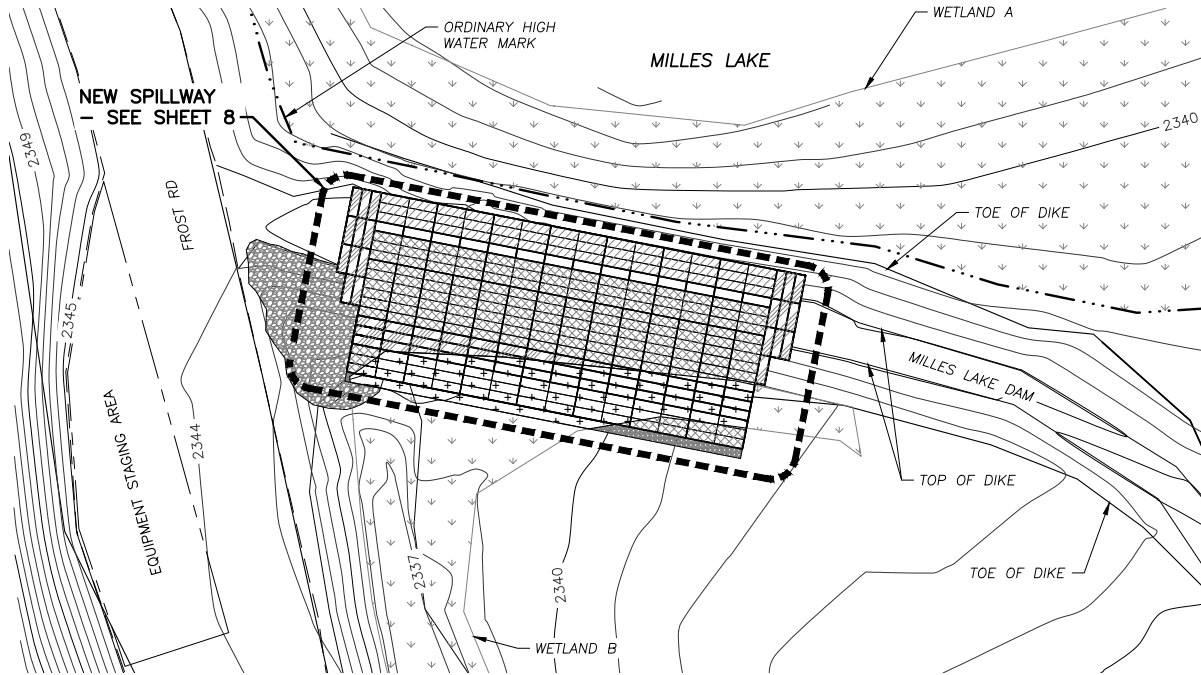 WETLAND A
ORDINARY HIGH
WATER MARK
MILLES LAKE
NEW SPILLWAY
- SEE SHEET 8
2340
2349
FROST RD
TOE OF DIKE
2345
MILLES LAKE DAM
EQUIPMENT STAGING AREA
2344
TOP OF DIKE
2337
2340
TOE OF DIKE
WETLAND B